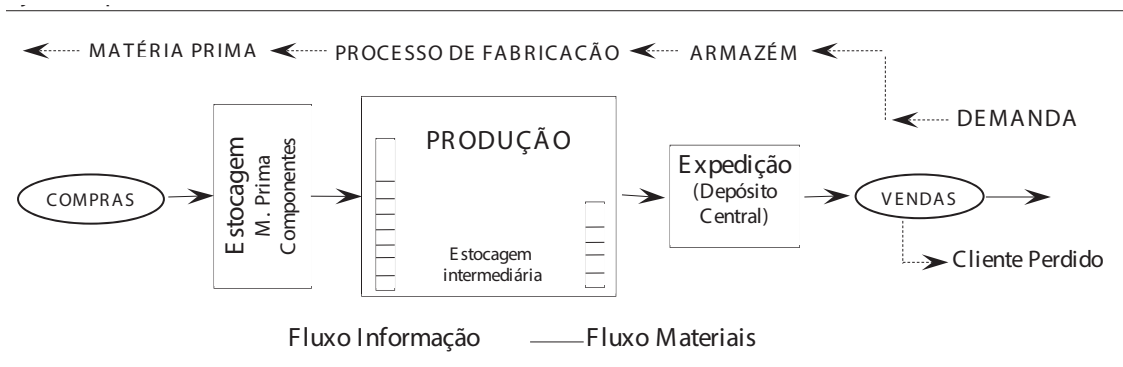 MATÉRIA PRIMA
PROCESSO DE FABRICAÇÃO
ARMAZÉM
DEMANDA
COMPRAS
Estocagem
M. Prima
Componentes
PRODUÇÃO
Estocagem
intermediária
Expedição
(Depósito
Central)
VENDAS
Cliente Perdido
Fluxo Informação
Fluxo Materiais